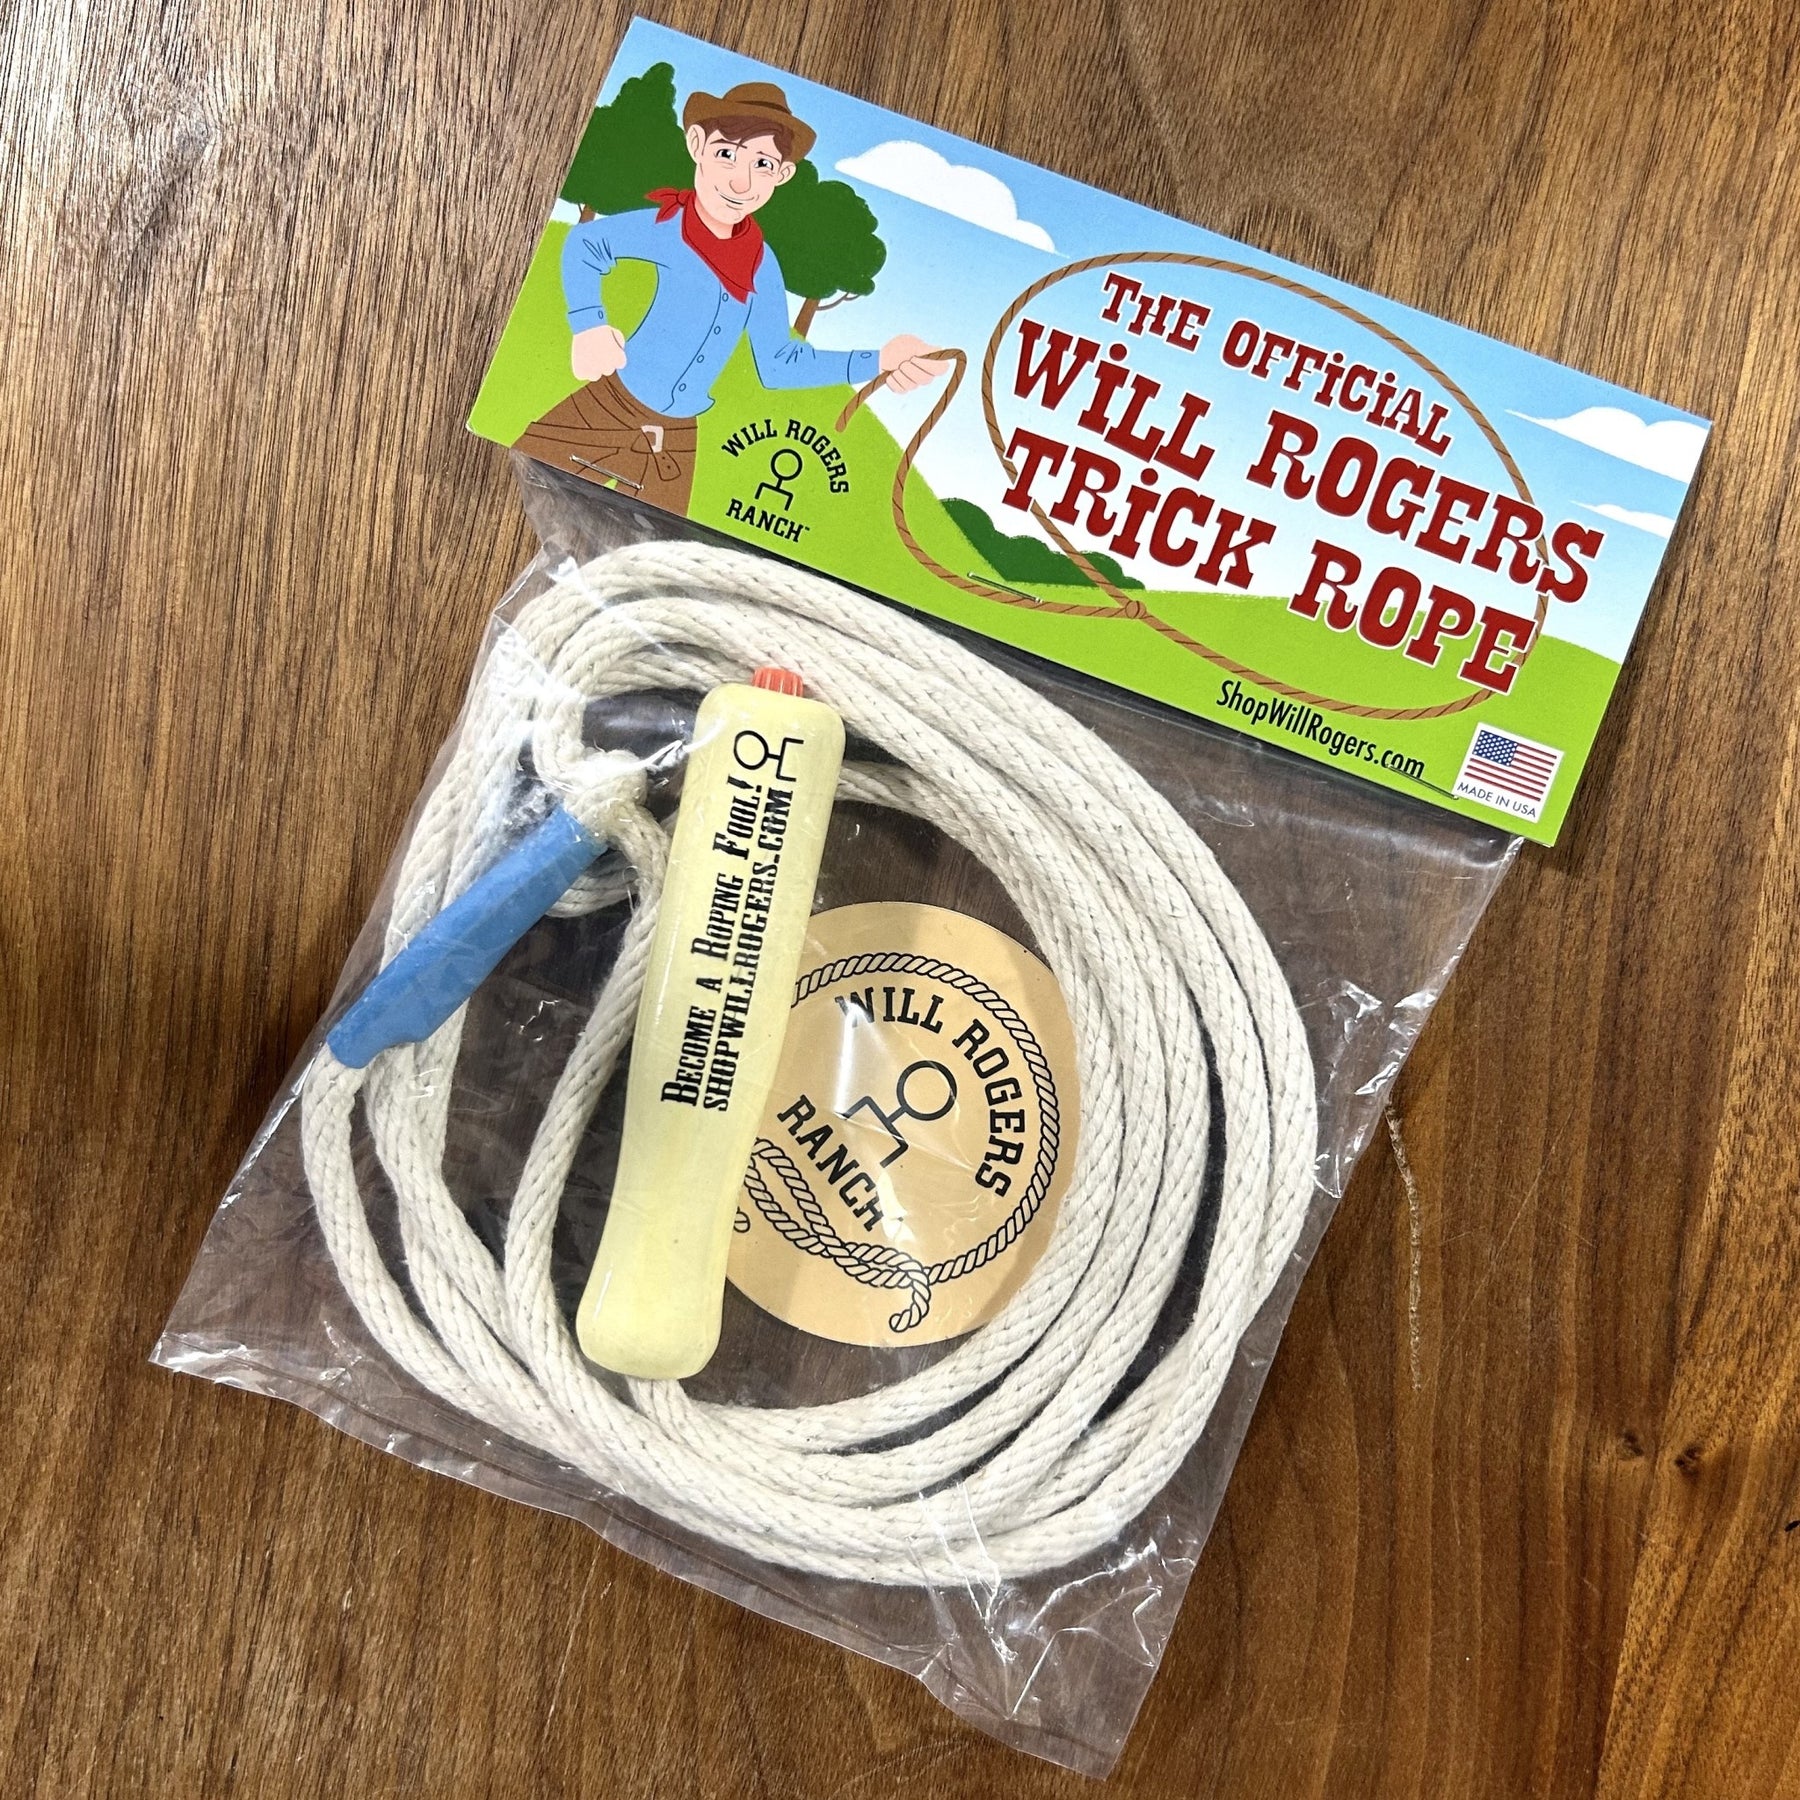 THE OFFiCiAL
WiLL ROGERS
TRiCK ROPE
WILL ROGERS
RANCH™
ShopWillRogers.com
MADE IN USA
BECOME A ROPING FOOL!
SHOPWILLROGERS.COM
WILL ROGERS
RANCH